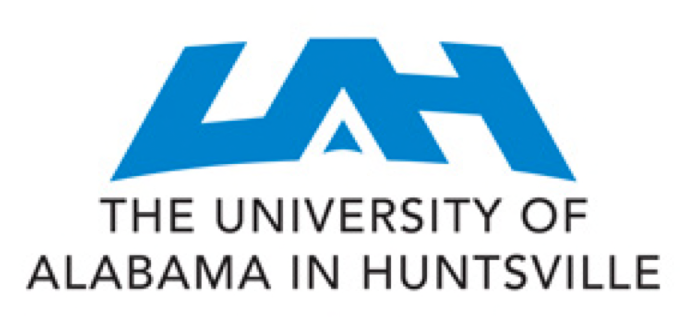 UAH
THE UNIVERSITY OF
ALABAMA IN HUNTSVILLE